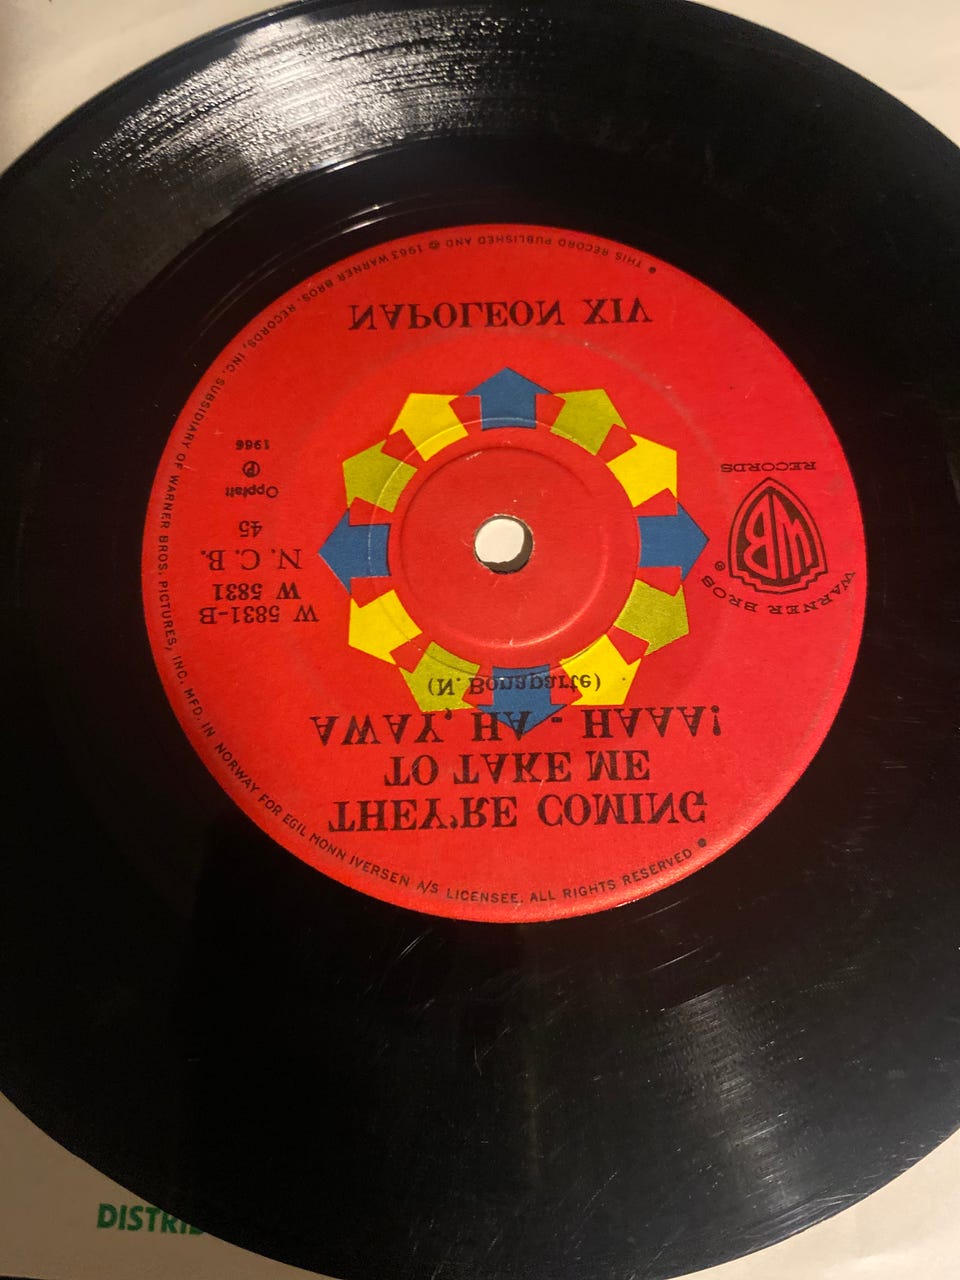 THEY'RE COMING
TO TAKE ME
AWAY, HA - HAAA!
(N. Bonaparte)
WARNER BROS ®
WB
RECORDS
W 5831-B
W 5831
N. C. B.
45
Opptatt
℗
1966
NAPOLEON XIV
• THIS RECORD PUBLISHED AND © 1963 WARNER BROS. RECORDS, INC. SUBSIDIARY OF WARNER BROS. PICTURES, INC. MFD. IN NORWAY FOR EGIL MONN IVERSEN A/S LICENSEE. ALL RIGHTS RESERVED •
DISTRIB